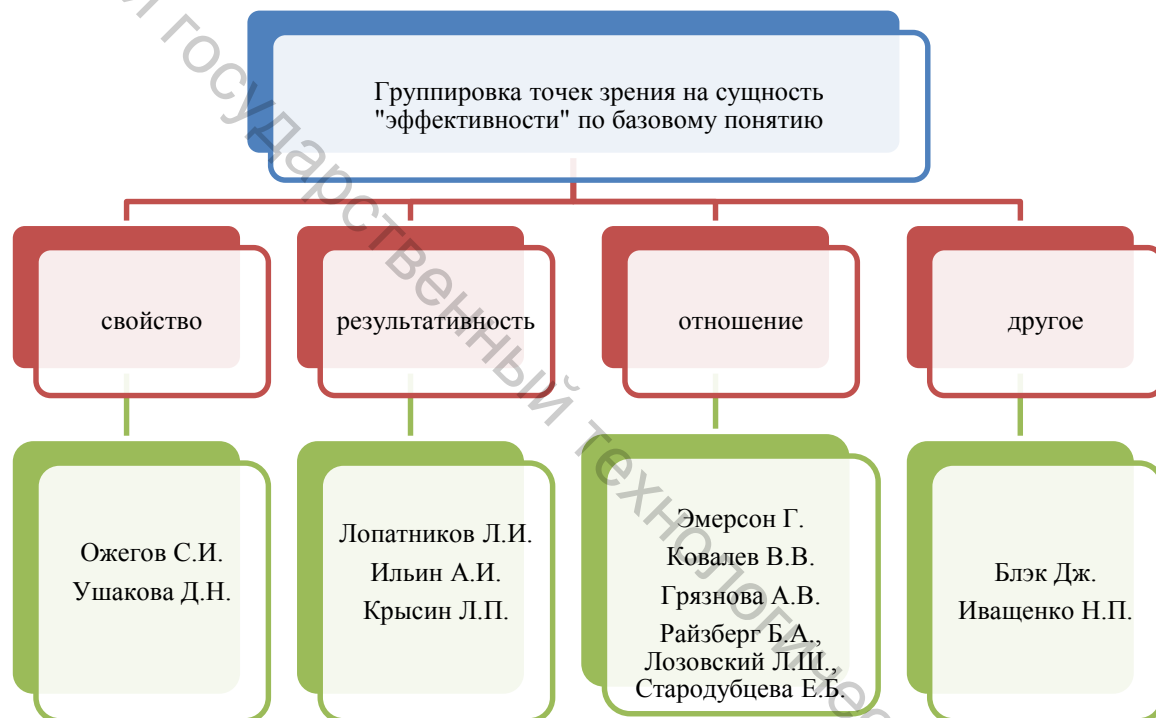 Группировка точек зрения на сущность
"эффективности" по базовому понятию
свойство
результативность
отношение
другое
Ожегов С.И.
Ушакова Д.Н.
Лопатников Л.И.
Ильин А.И.
Крысин Л.П.
Эмерсон Г.
Ковалев В.В.
Грязнова А.В.
Райзберг Б.А.,
Лозовский Л.Ш.,
Стародубцева Е.Б.
Блэк Дж.
Иващенко Н.П.
государственный